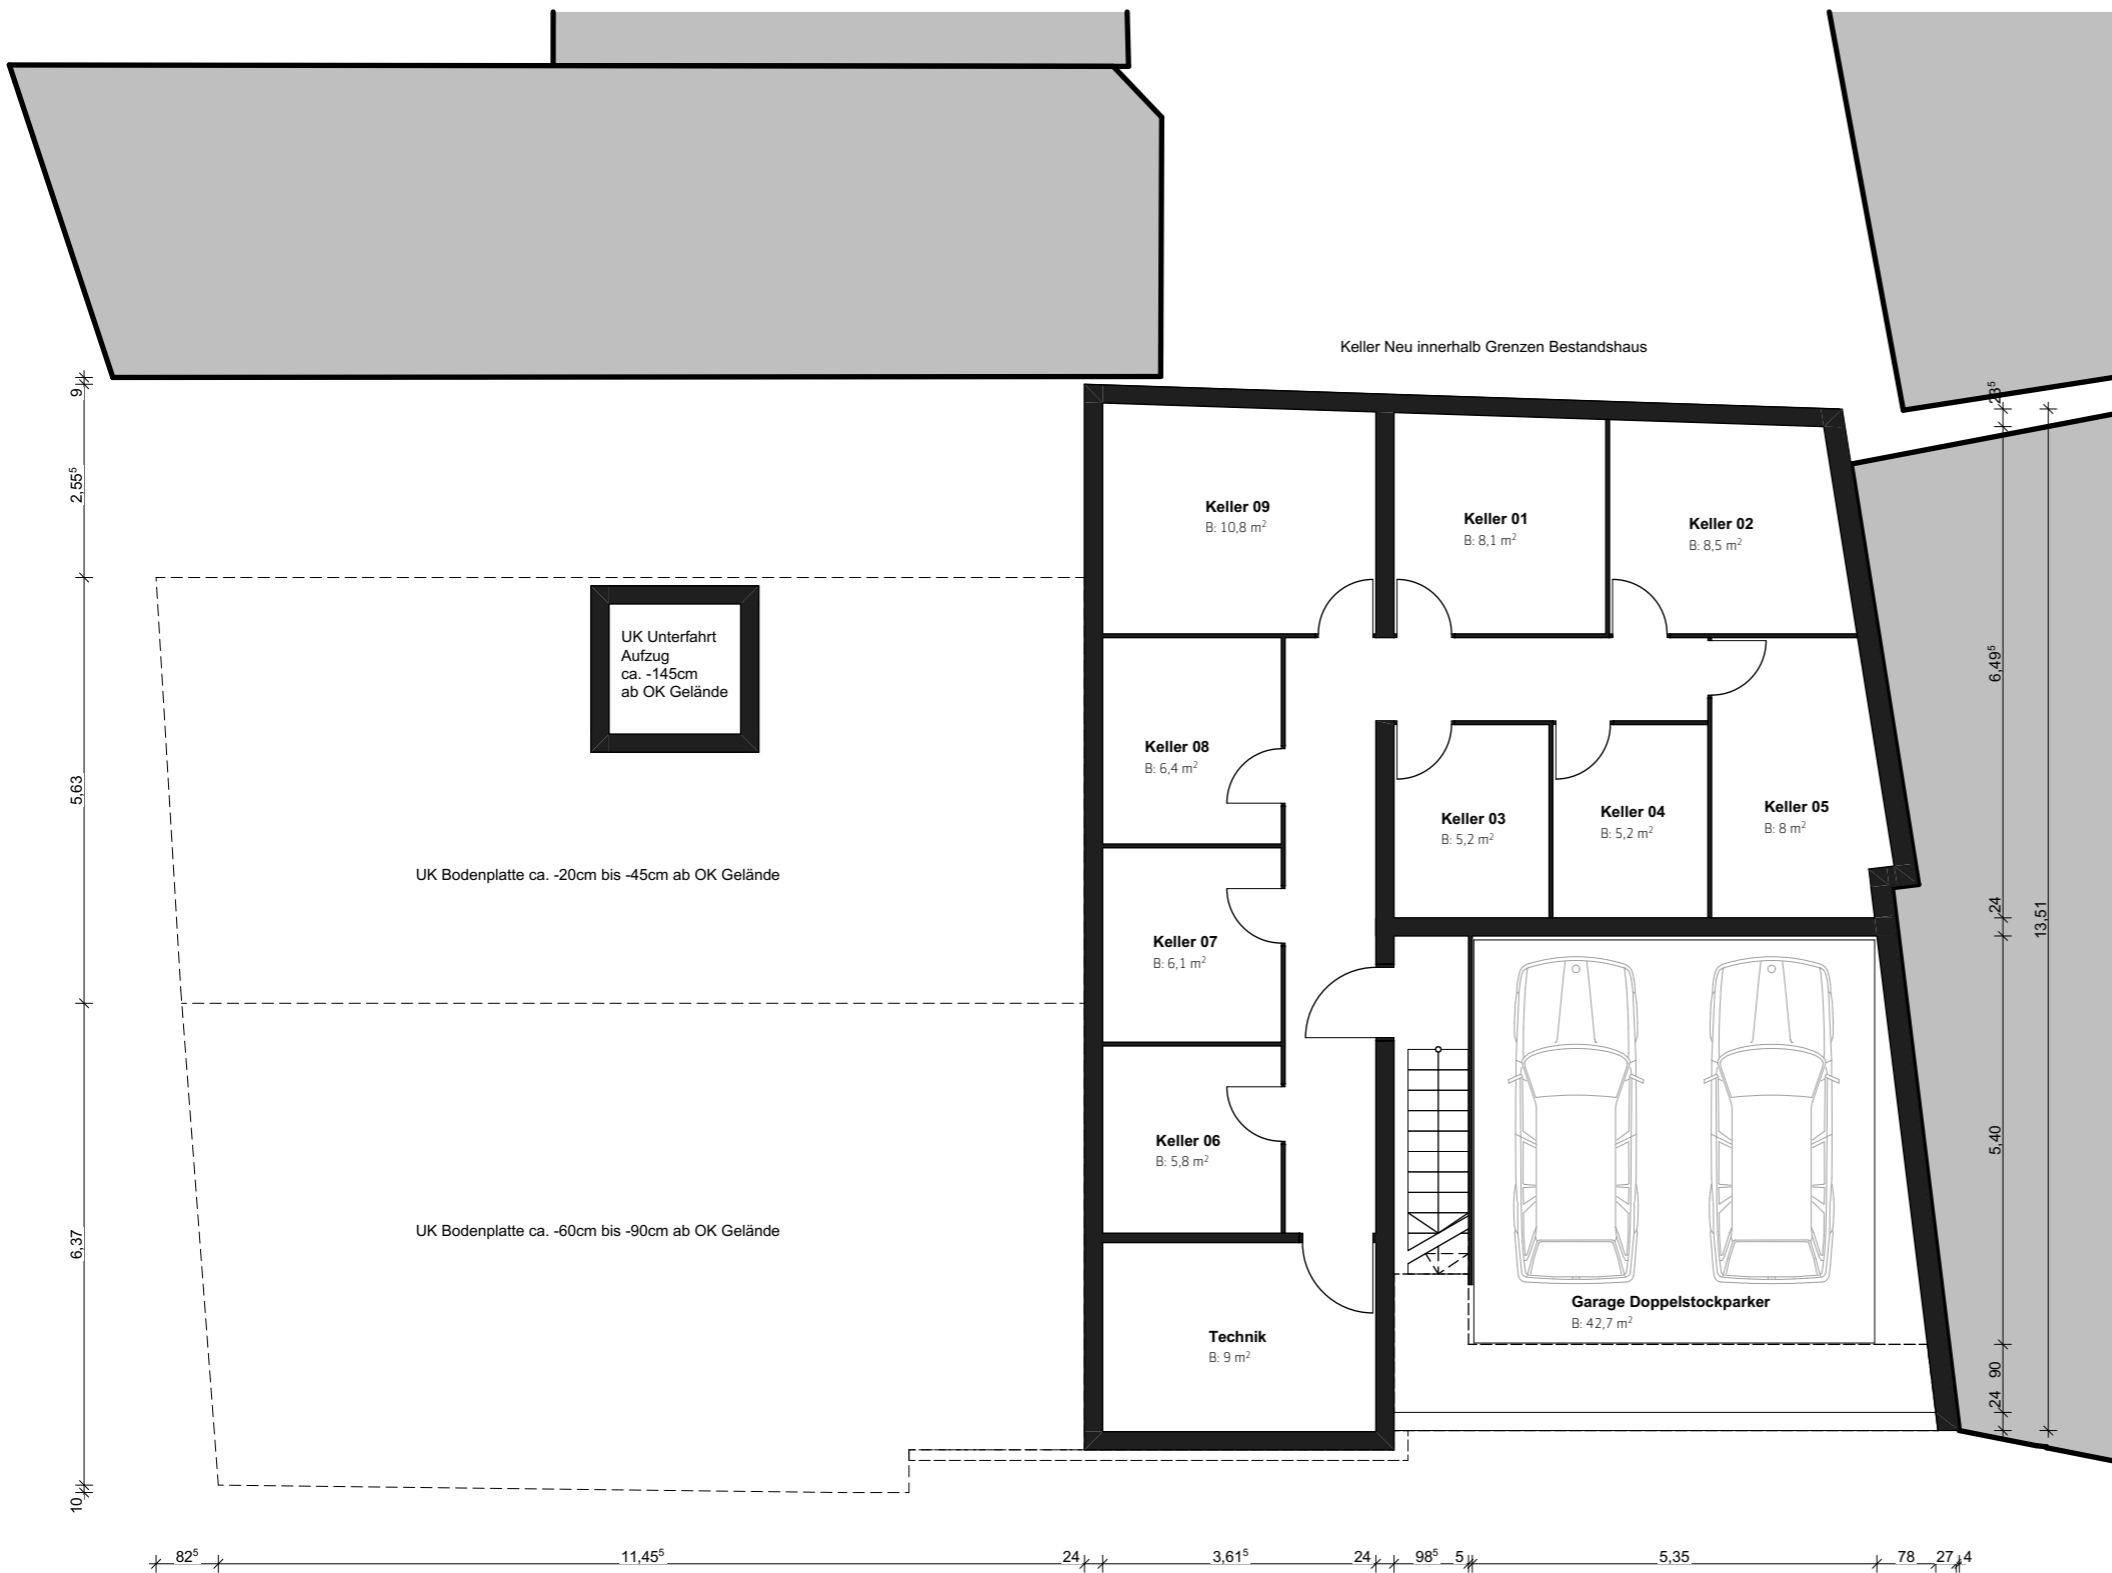 Keller Neu innerhalb Grenzen Bestandshaus
Keller 09
B: 10,8 m²
Keller 01
B: 8,1 m²
Keller 02
B: 8,5 m²
UK Unterfahrt
Aufzug
ca. -145cm
ab OK Gelände
Keller 08
B: 6,4 m²
Keller 03
B: 5,2 m²
Keller 04
B: 5,2 m²
Keller 05
B: 8 m²
UK Bodenplatte ca. -20cm bis -45cm ab OK Gelände
Keller 07
B: 6,1 m²
Keller 06
B: 5,8 m²
UK Bodenplatte ca. -60cm bis -90cm ab OK Gelände
Garage Doppelstockparker
B: 42,7 m²
Technik
B: 9 m²
9
2,55⁵
5,63
6,37
10
6,49⁵
24
5,40
90
24
13,51
82⁵
11,45⁵
24
3,61⁵
24
98⁵
5
5,35
78
27
4